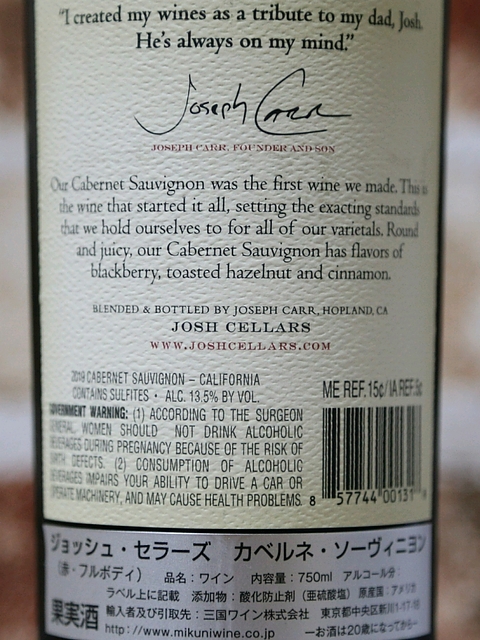 "I created my wines as a tribute to my dad, Josh.
He's always on my mind."
Joseph Carr
JOSEPH CARR, FOUNDER AND SON
Our Cabernet Sauvignon was the first wine we made. This is
the wine that started it all, setting the exacting standards
that we hold ourselves to for all of our varietals. Round
and juicy, our Cabernet Sauvignon has flavors of
blackberry, toasted hazelnut and cinnamon.
BLENDED & BOTTLED BY JOSEPH CARR, HOPLAND, CA
JOSH CELLARS
WWW.JOSHCELLARS.COM
2019 CABERNET SAUVIGNON – CALIFORNIA
CONTAINS SULFITES • ALC. 13.5% BY VOL.
ME REF. 15¢/IA REF. 5¢
GOVERNMENT WARNING: (1) ACCORDING TO THE SURGEON
GENERAL, WOMEN SHOULD NOT DRINK ALCOHOLIC
BEVERAGES DURING PREGNANCY BECAUSE OF THE RISK OF
BIRTH DEFECTS. (2) CONSUMPTION OF ALCOHOLIC
BEVERAGES IMPAIRS YOUR ABILITY TO DRIVE A CAR OR
OPERATE MACHINERY, AND MAY CAUSE HEALTH PROBLEMS.
8 57744 00131
ジョッシュ・セラーズ カベルネ・ソーヴィニヨン
(赤・フルボディ) 品名:ワイン 内容量:750ml アルコール分:
ラベル上に記載 添加物:酸化防止剤(亜硫酸塩) 原産国:アメリカ
果実酒 輸入者及び引取先:三国ワイン株式会社 東京都中央区新川
http://www.mikuniwine.co.jp ―お酒は20歳になってから―